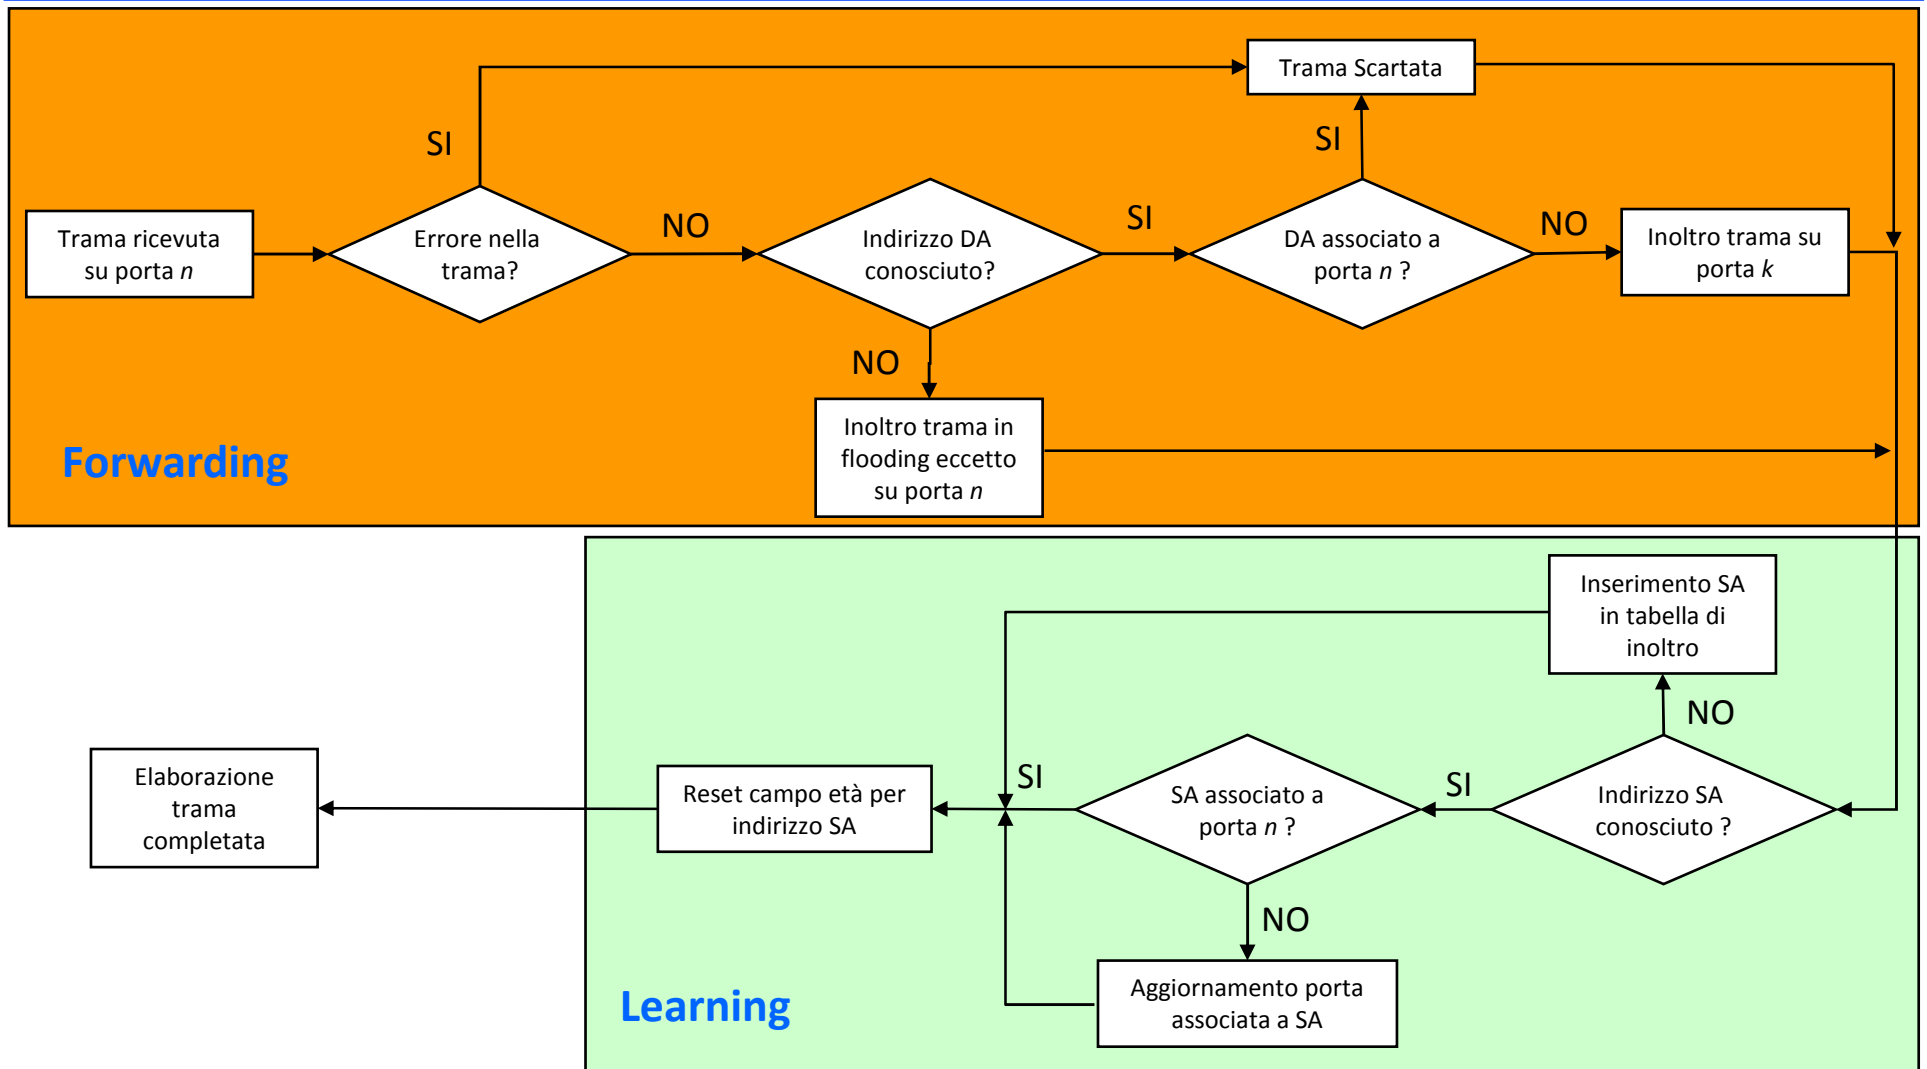 Trama Scartata
SI
SI
Trama ricevuta
su porta n
Errore nella
trama?
NO
Indirizzo DA
conosciuto?
SI
DA associato a
porta n ?
NO
Inoltro trama su
porta k
NO
Inoltro trama in
flooding eccetto
su porta n
Forwarding
Inserimento SA
in tabella di
inoltro
NO
Elaborazione
trama
completata
Reset campo età per
indirizzo SA
SI
SA associato a
porta n ?
SI
Indirizzo SA
conosciuto ?
NO
Aggiornamento porta
associata a SA
Learning